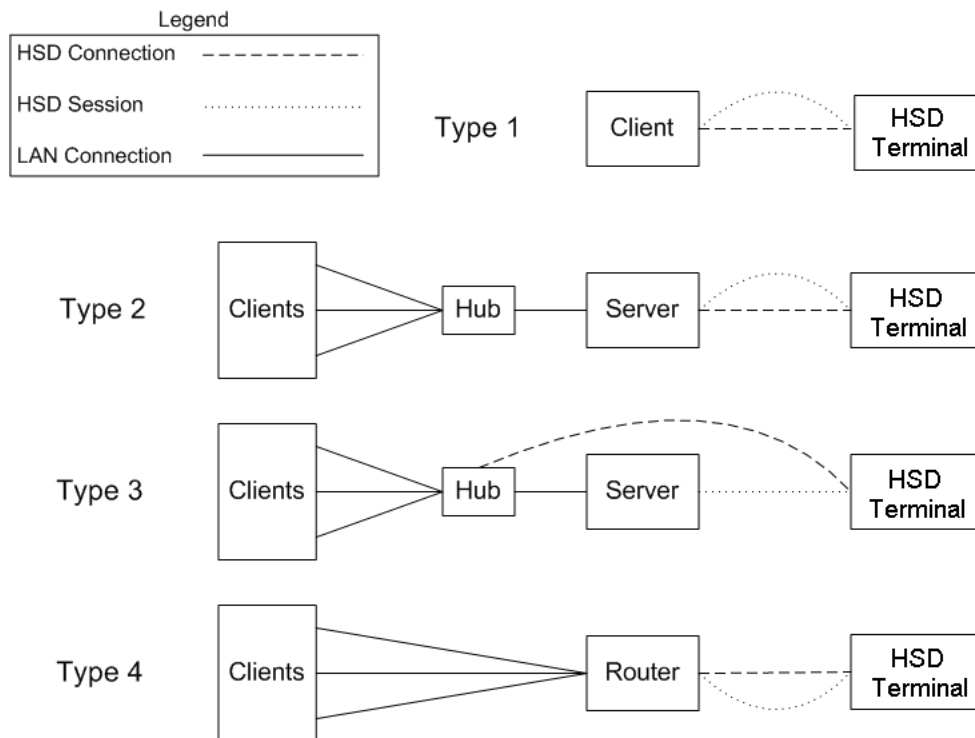 Legend
HSD Connection
HSD Session
LAN Connection
Type 1
Client
HSD
Terminal
Type 2
Clients
Hub
Server
HSD
Terminal
Type 3
Clients
Hub
Server
HSD
Terminal
Type 4
Clients
Router
HSD
Terminal